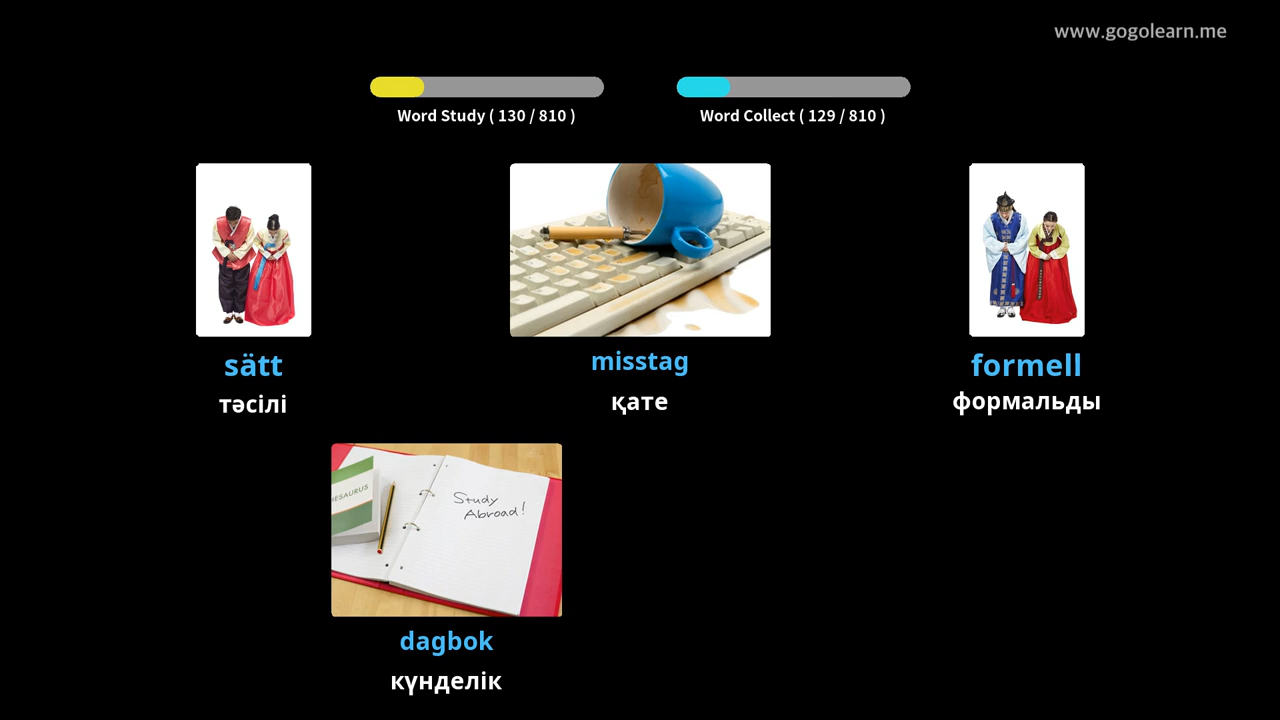 www.gogolearn.me
Word Study ( 130 / 810 )
Word Collect ( 129 / 810 )
sätt
misstag
formell
тәсілі
қате
формальды
HESAURUS
Study
Abroad!
dagbok
күнделік